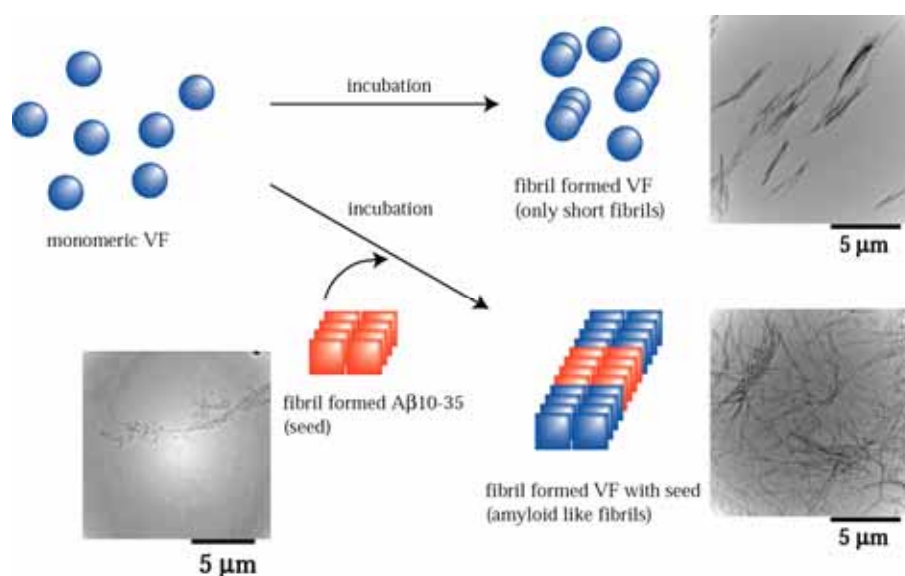 incubation
fibril formed VF
(only short fibrils)
5 μm
monomeric VF
incubation
fibril formed Aβ10-35
(seed)
5 μm
fibril formed VF with seed
(amyloid like fibrils)
5 μm